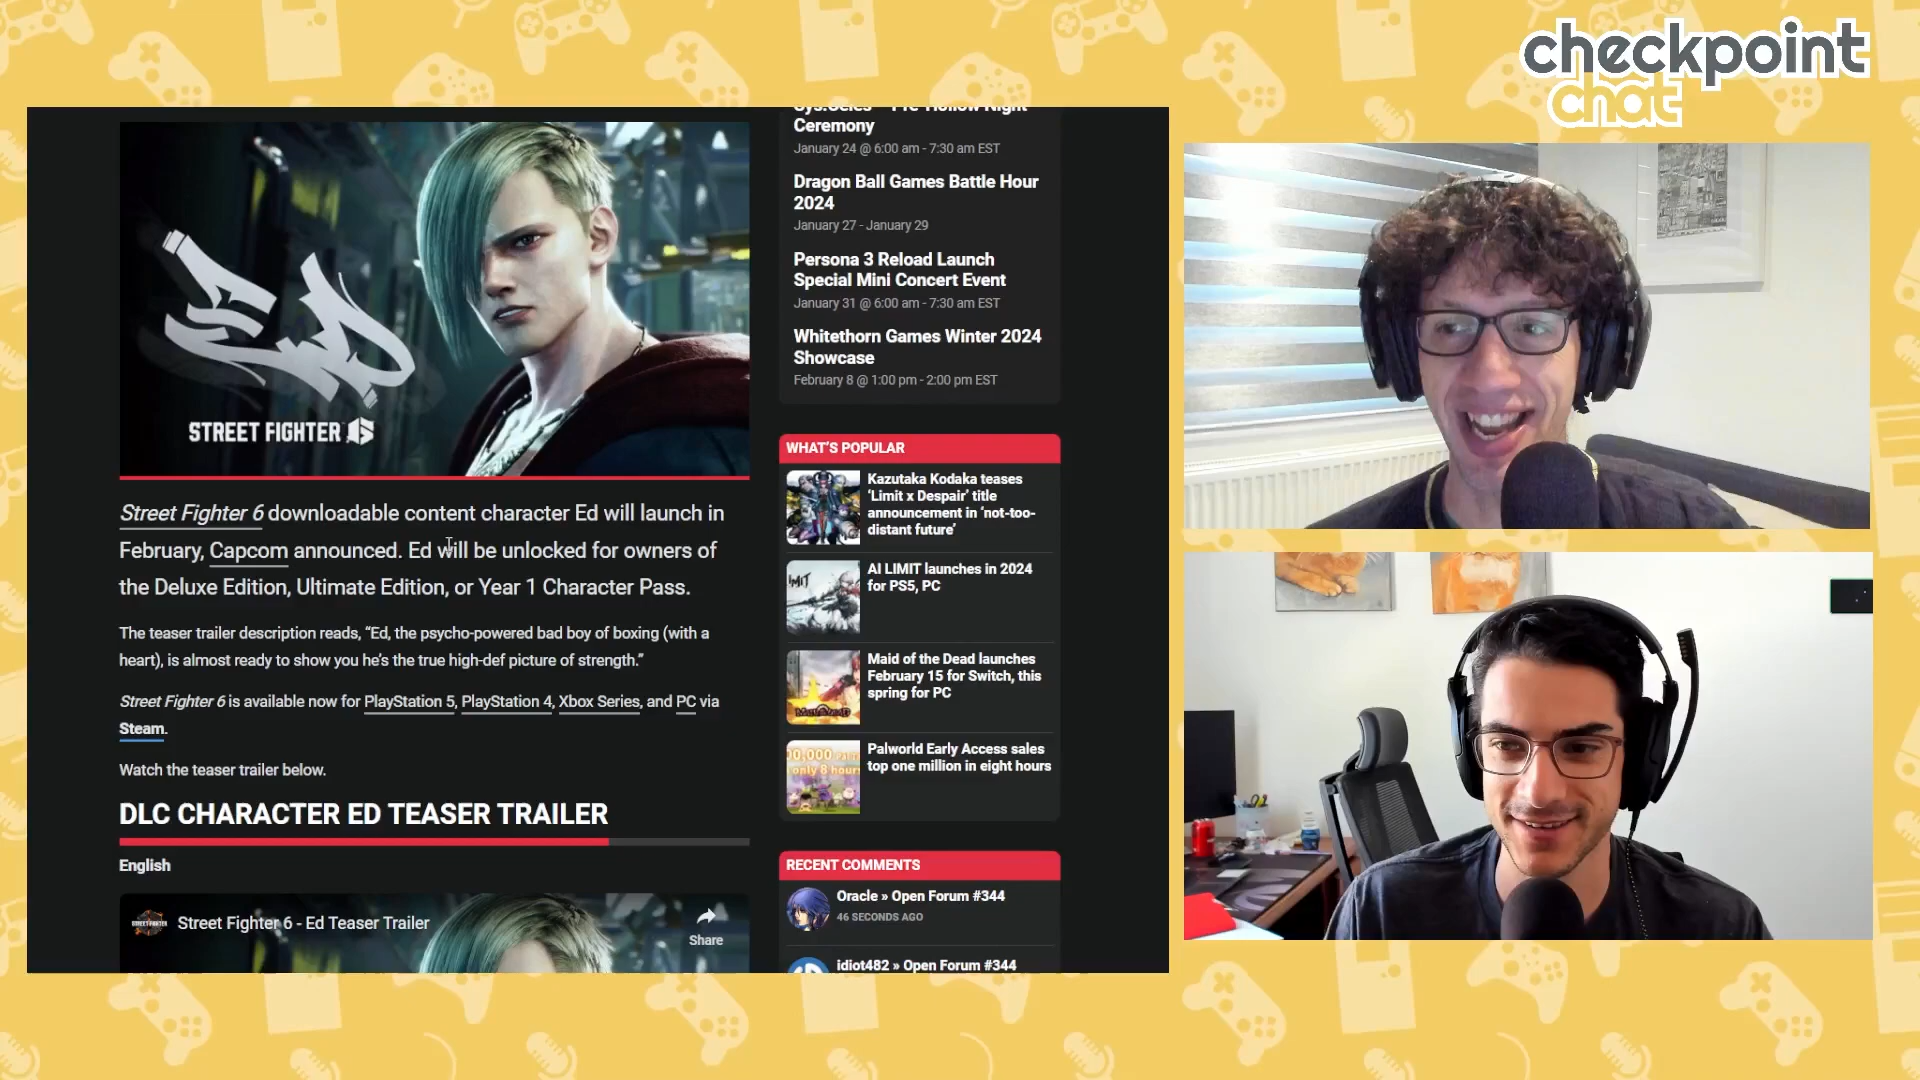 checkpoint
chat
ED
STREET FIGHTER 6
Street Fighter 6 downloadable content character Ed will launch in
February, Capcom announced. Ed will be unlocked for owners of
the Deluxe Edition, Ultimate Edition, or Year 1 Character Pass.
The teaser trailer description reads, “Ed, the psycho-powered bad boy of boxing (with a
heart), is almost ready to show you he’s the true high-def picture of strength.”
Street Fighter 6 is available now for PlayStation 5, PlayStation 4, Xbox Series, and PC via
Steam.
Watch the teaser trailer below.
DLC CHARACTER ED TEASER TRAILER
English
Street Fighter 6 - Ed Teaser Trailer
Share
Ceremony
January 24 @ 6:00 am - 7:30 am EST
Dragon Ball Games Battle Hour
2024
January 27 - January 29
Persona 3 Reload Launch
Special Mini Concert Event
January 31 @ 6:00 am - 7:30 am EST
Whitethorn Games Winter 2024
Showcase
February 8 @ 1:00 pm - 2:00 pm EST
WHAT’S POPULAR
Kazutaka Kodaka teases
‘Limit x Despair’ title
announcement in ‘not-too-
distant future’
AI LIMIT launches in 2024
for PS5, PC
Maid of the Dead launches
February 15 for Switch, this
spring for PC
Palworld Early Access sales
top one million in eight hours
RECENT COMMENTS
Oracle » Open Forum #344
46 SECONDS AGO
idiot482 » Open Forum #344